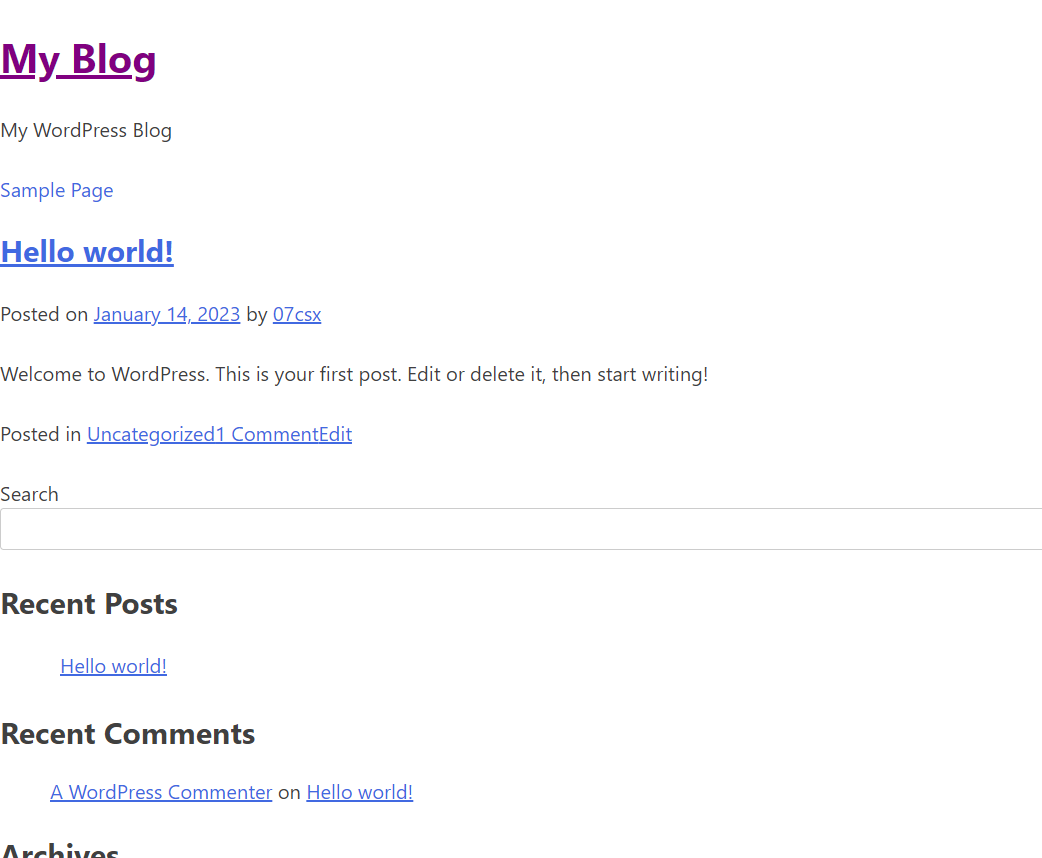 My Blog
My WordPress Blog
Sample Page
Hello world!
Posted on January 14, 2023 by 07csx
Welcome to WordPress. This is your first post. Edit or delete it, then start writing!
Posted in Uncategorized1 CommentEdit
Search
Recent Posts
Hello world!
Recent Comments
A WordPress Commenter on Hello world!
Archives